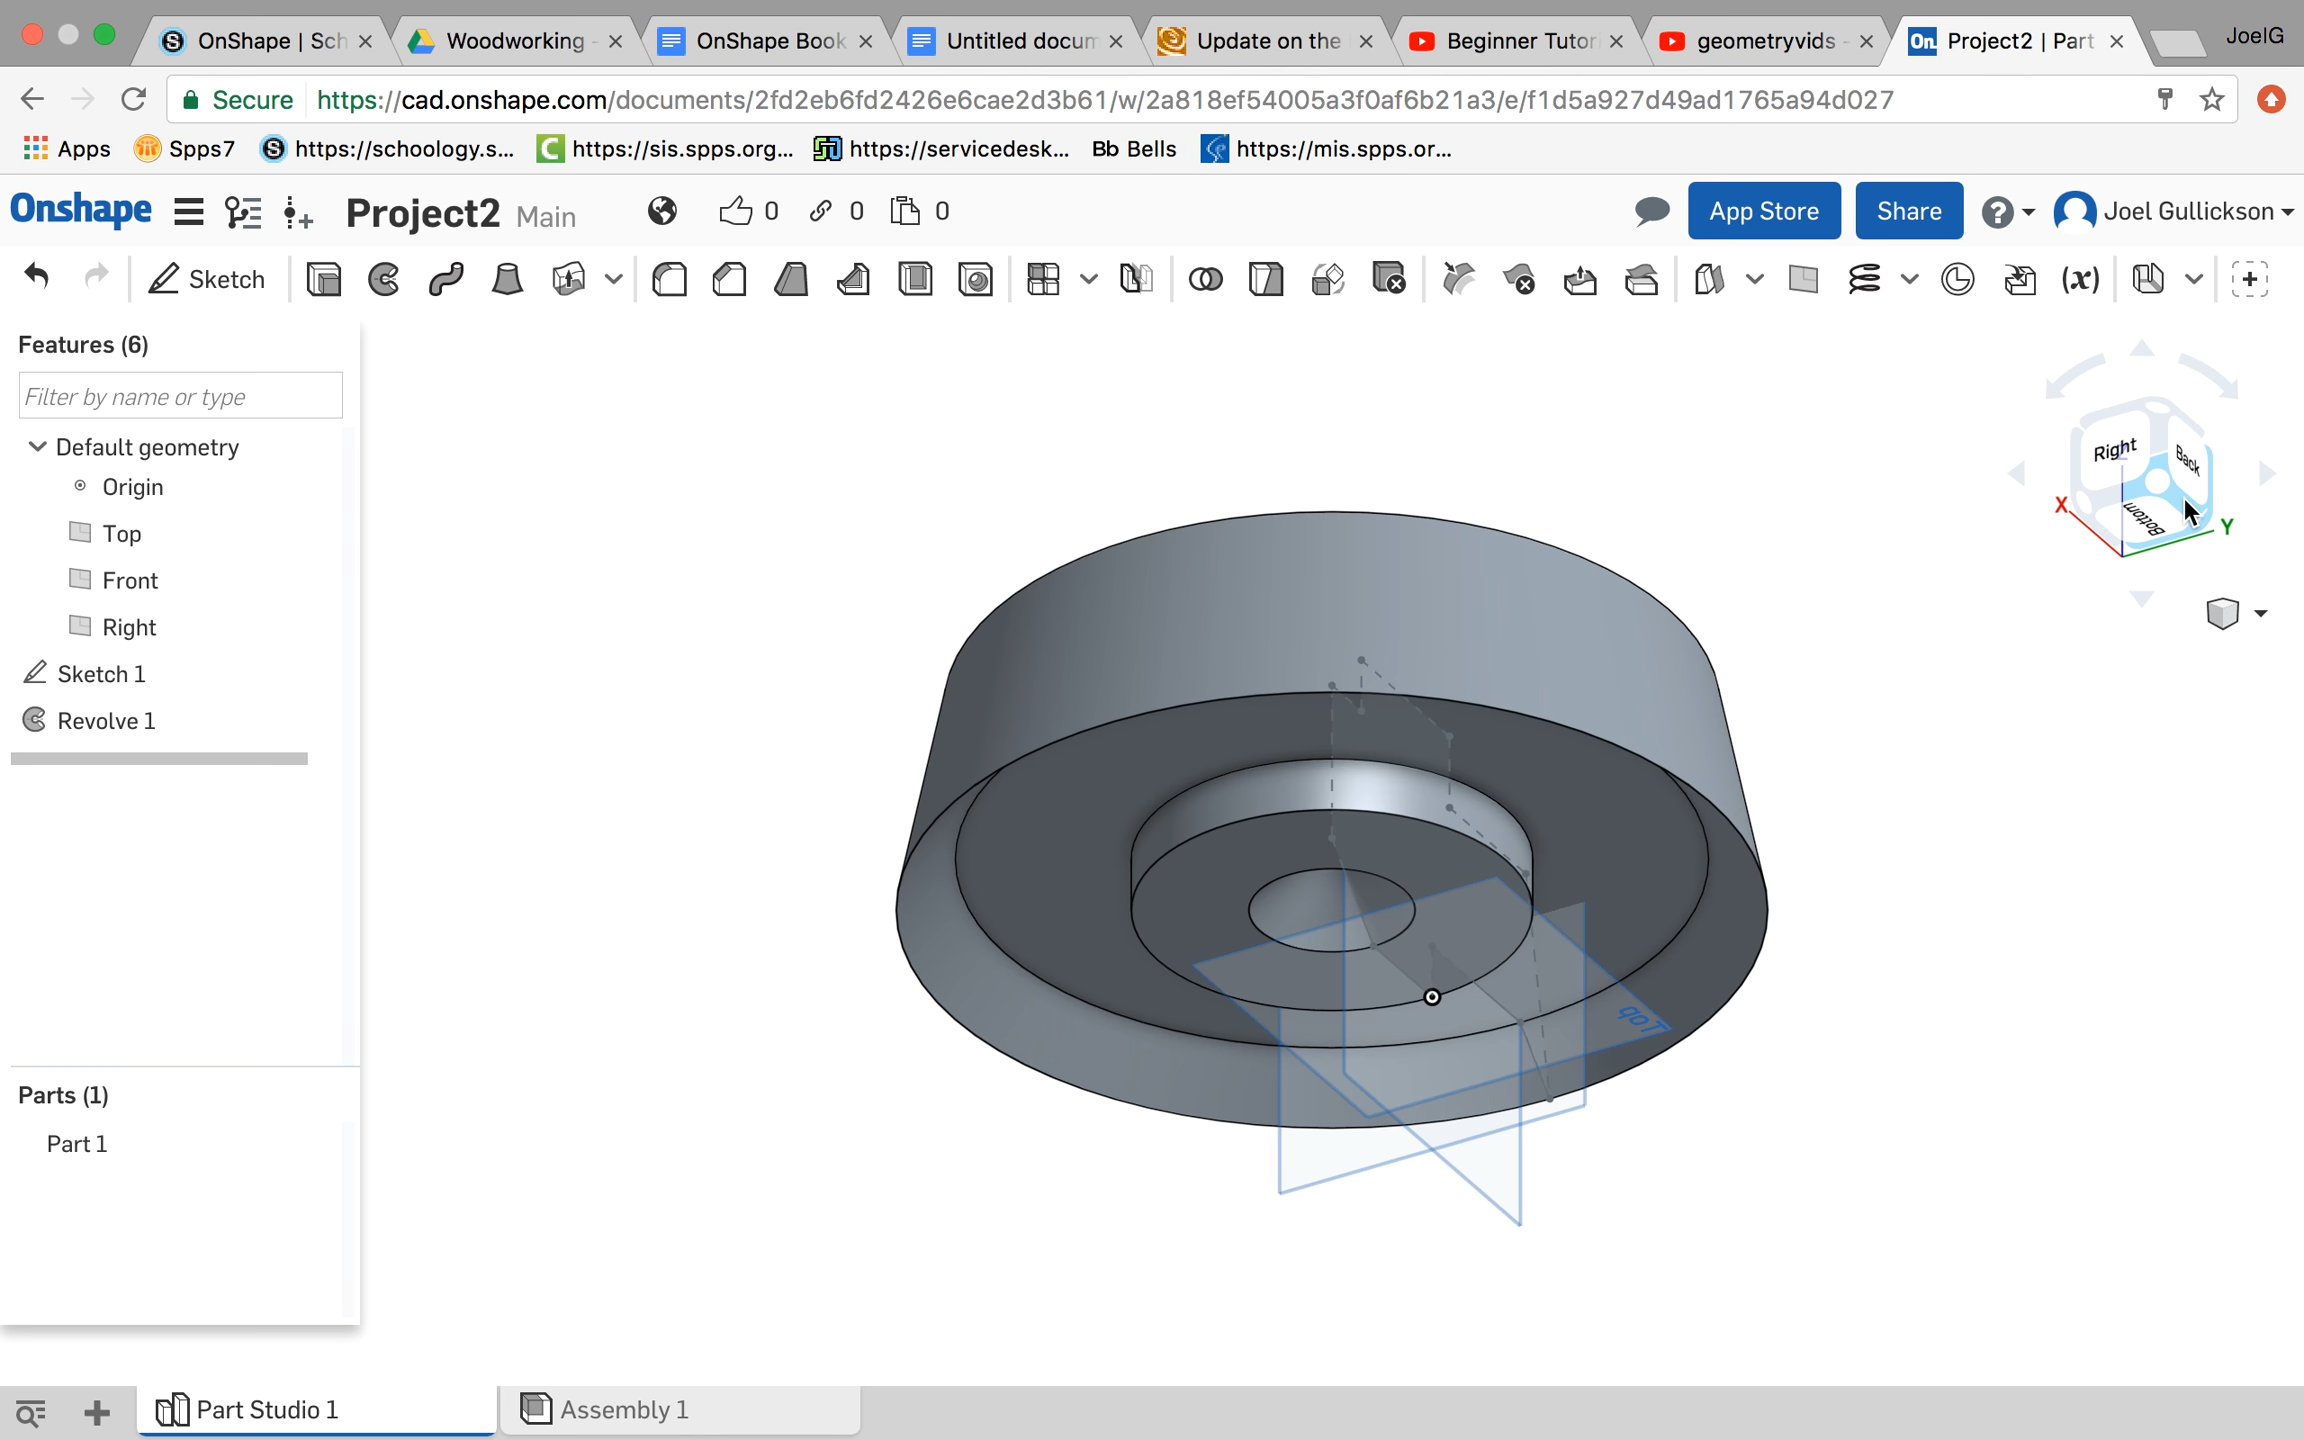 OnShape | Sch
Woodworking -
OnShape Book
Untitled docum
Update on the
Beginner Tutor
geometryvids -
On Project2 | Part
JoelG
Secure https://cad.onshape.com/documents/2fd2eb6fd2426e6cae2d3b61/w/2a818ef54005a3f0af6b21a3/e/f1d5a927d49ad1765a94d027
Apps Spps7 https://schoology.s... https://sis.spps.org... https://servicedesk... Bb Bells https://mis.spps.or...
Onshape Project2 Main 0 0 0 App Store Share Joel Gullickson
Sketch (x)
Features (6)
Filter by name or type
Default geometry
Origin
Top
Front
Right
Sketch 1
Revolve 1
Parts (1)
Part 1
Right
Back
Bottom
X
Y
Z
Top
Part Studio 1
Assembly 1